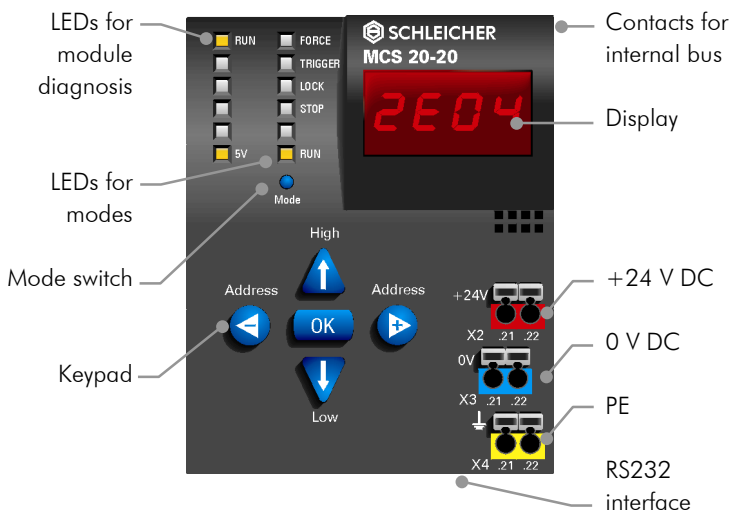 LEDs for
module
diagnosis
LEDs for
modes
Mode switch
Keypad
RUN
5V
FORCE
TRIGGER
LOCK
STOP
RUN
Mode
SCHLEICHER
MCS 20-20
2E04
High
Address
Address
OK
Low
+24V
X2 .21 .22
0V
X3 .21 .22
X4 .21 .22
Contacts for
internal bus
Display
+24 V DC
0 V DC
PE
RS232
interface